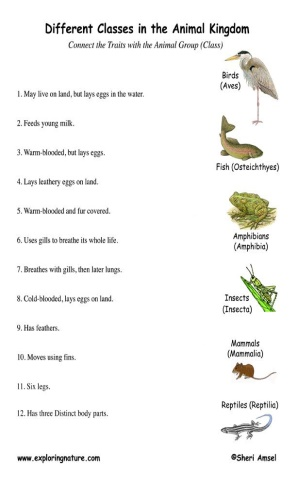 Different Classes in the Animal Kingdom
Connect the Traits with the Animal Group (Class)
Birds
(Aves)
1. May live on land, but lays eggs in the water.
2. Feeds young milk.
3. Warm-blooded, but lays eggs.
Fish (Osteichthyes)
4. Lays leathery eggs on land.
5. Warm-blooded and fur covered.
Amphibians
(Amphibia)
6. Uses gills to breathe its whole life.
7. Breathes with gills, then later lungs.
8. Cold-blooded, lays eggs on land.
Insects
(Insecta)
9. Has feathers.
Mammals
(Mammalia)
10. Moves using fins.
11. Six legs.
Reptiles (Reptilia)
12. Has three Distinct body parts.
www.exploringnature.com
@Sheri Amsel